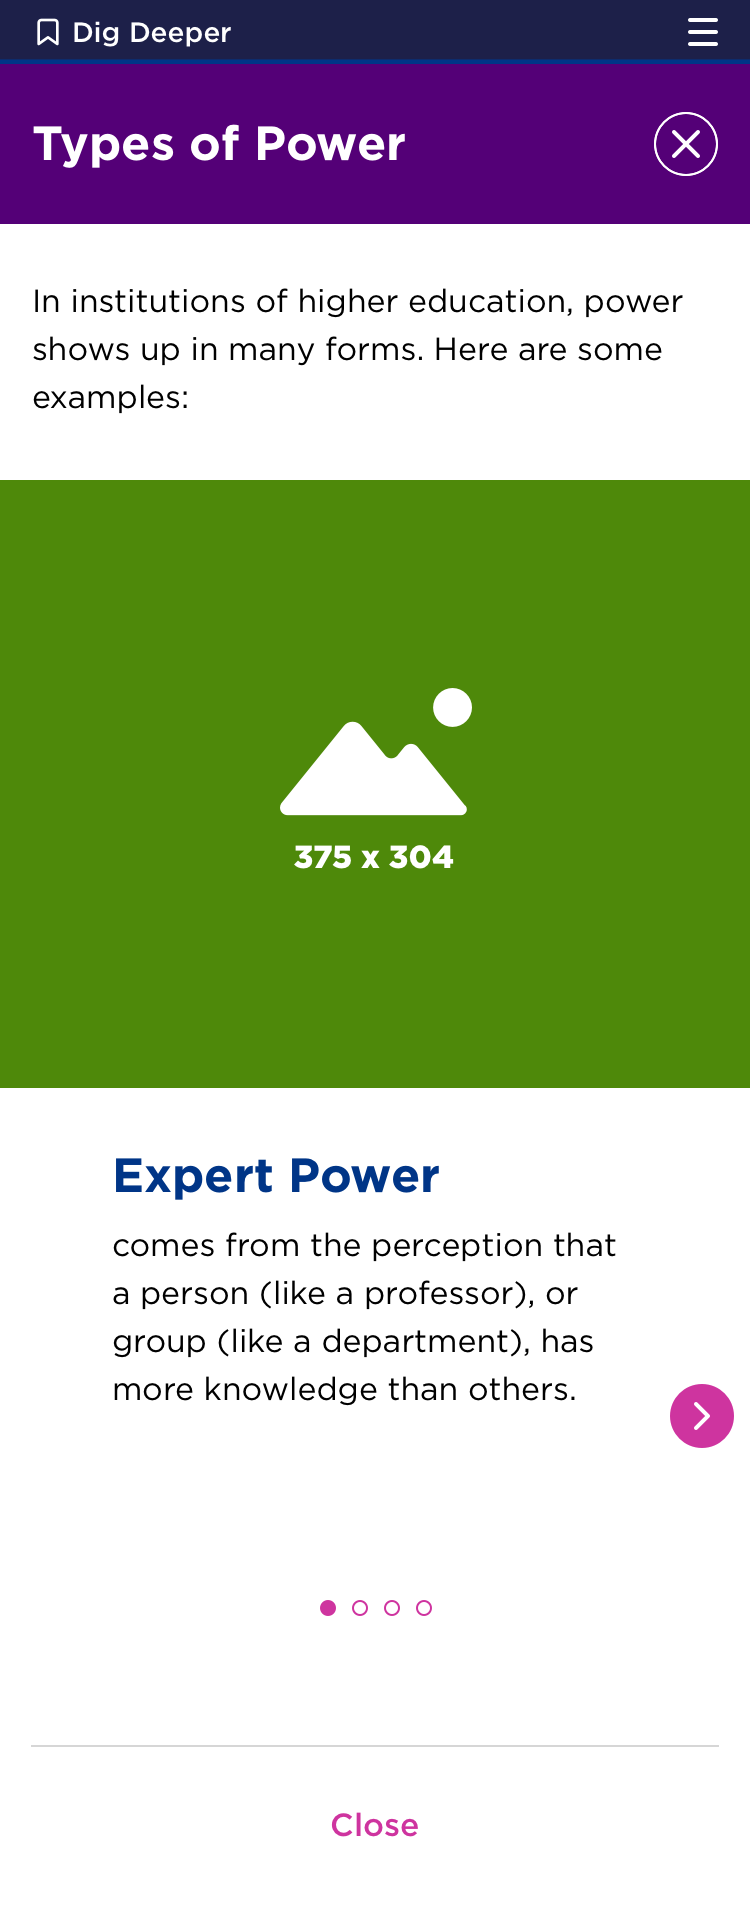 Dig Deeper
Types of Power
In institutions of higher education, power
shows up in many forms. Here are some
examples:
375 x 304
Expert Power
comes from the perception that
a person (like a professor), or
group (like a department), has
more knowledge than others.
Close